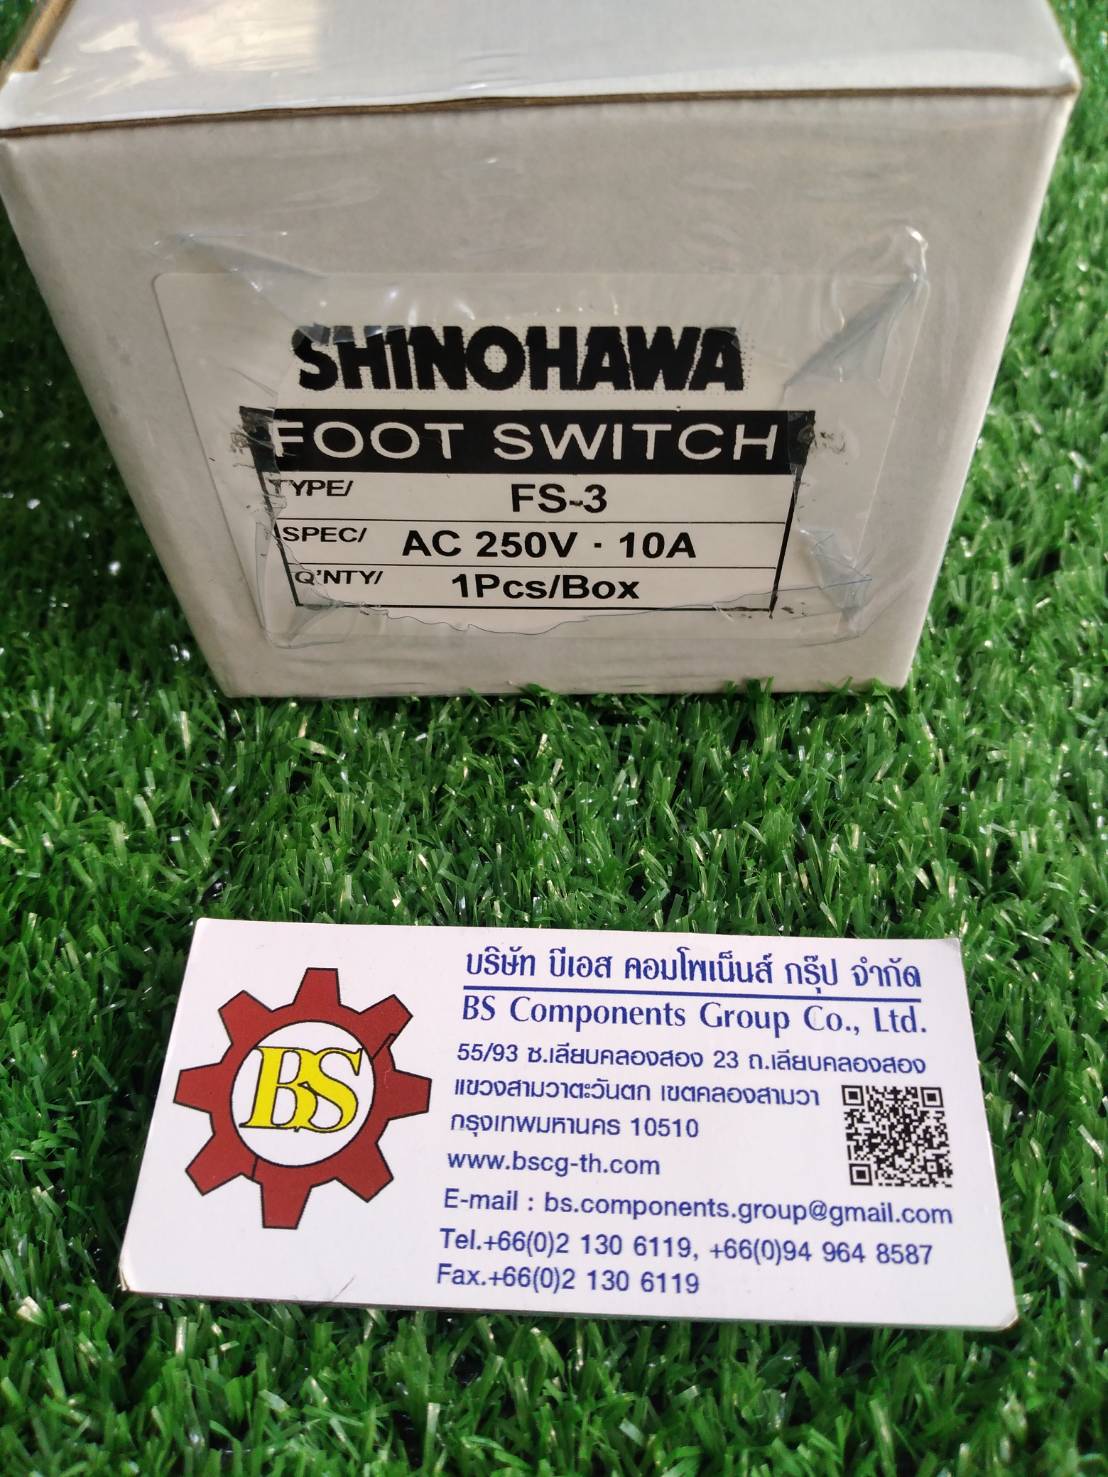 SHINOHAWA
FOOT SWITCH
TYPE/ FS-3
SPEC/ AC 250V · 10A
Q'NTY/ 1Pcs/Box
BS
บริษัท บีเอส คอมโพเน็นส์ กรุ๊ป จำกัด
BS Components Group Co., Ltd.
55/93 ซ.เลียบคลองสอง 23 ถ.เลียบคลองสอง
แขวงสามวาตะวันตก เขตคลองสามวา
กรุงเทพมหานคร 10510
www.bscg-th.com
E-mail : bs.components.group@gmail.com
Tel.+66(0)2 130 6119, +66(0)94 964 8587
Fax.+66(0)2 130 6119